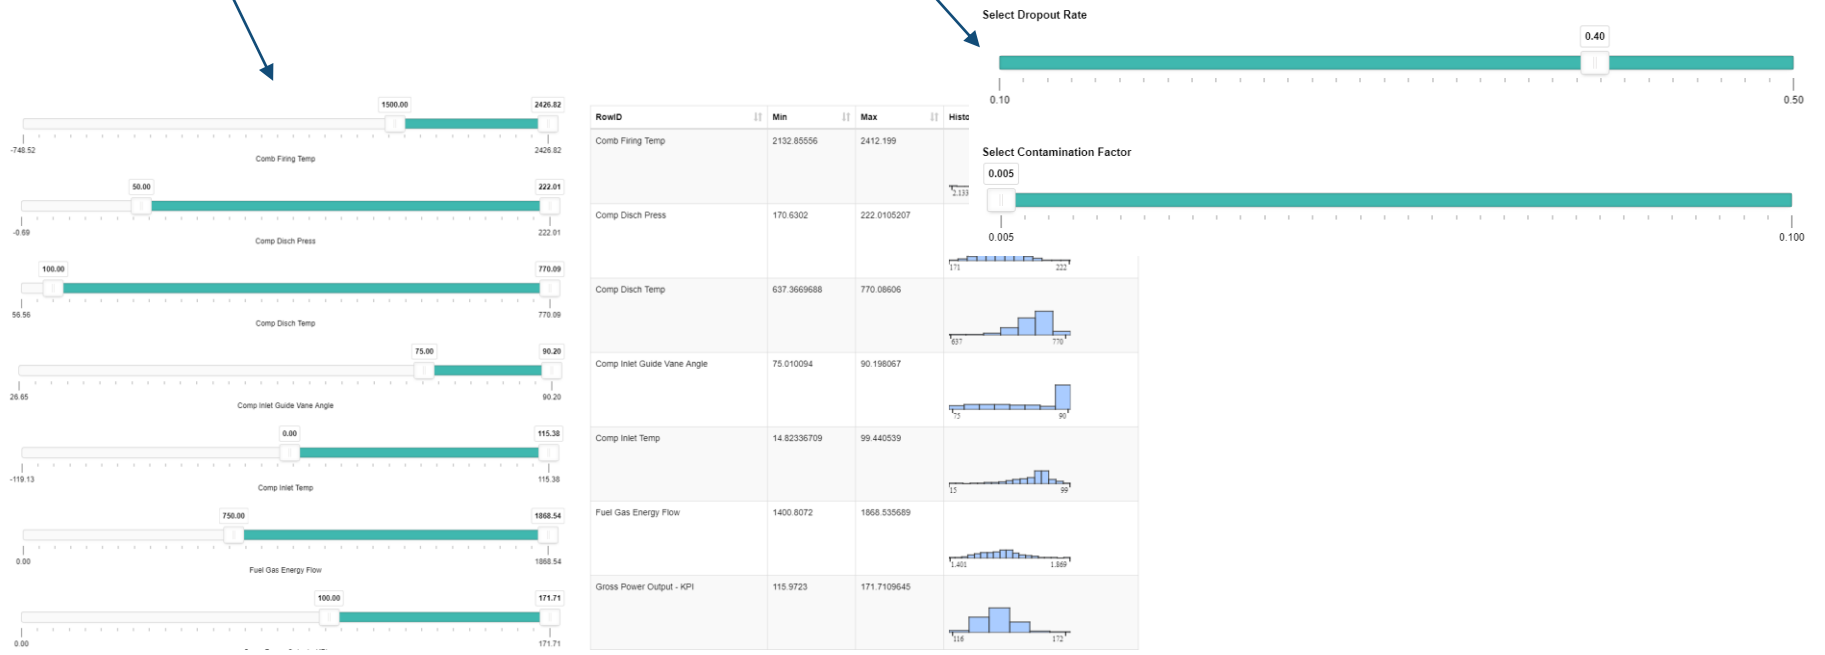 1500.00 2426.82
-748.52 2426.82
Comb Firing Temp
50.00 222.01
-0.69 222.01
Comp Disch Press
100.00 770.09
56.56 770.09
Comp Disch Temp
75.00 90.20
26.65 90.20
Comp Inlet Guide Vane Angle
0.00 115.38
-119.13 115.38
Comp Inlet Temp
750.00 1868.54
0.00 1868.54
Fuel Gas Energy Flow
100.00 171.71
0.00 171.71
RowID Min Max Histo
Comb Firing Temp 2132.85556 2412.199
2.133
Comp Disch Press 170.6302 222.0105207
171 222
Comp Disch Temp 637.3669688 770.08606
637 770
Comp Inlet Guide Vane Angle 75.010094 90.198067
75 90
Comp Inlet Temp 14.82336709 99.440539
15 99
Fuel Gas Energy Flow 1400.8072 1868.535689
1.401 1.869
Gross Power Output - KPI 115.9723 171.7109645
116 172
Select Dropout Rate
0.40
0.10 0.50
Select Contamination Factor
0.005
0.005 0.100